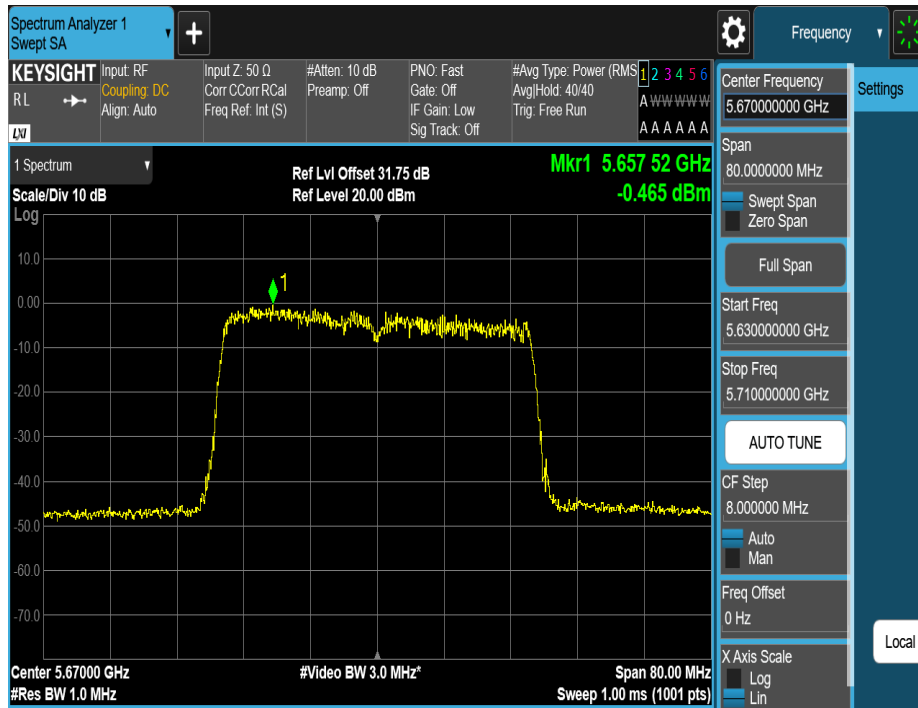 Spectrum Analyzer 1
Swept SA
+
Frequency
KEYSIGHT
RL
LXI
Input: RF
Coupling: DC
Align: Auto
Input Z: 50 Ω
Corr CCorr RCal
Freq Ref: Int (S)
#Atten: 10 dB
Preamp: Off
PNO: Fast
Gate: Off
IF Gain: Low
Sig Track: Off
#Avg Type: Power (RMS
Avg|Hold: 40/40
Trig: Free Run
1 2 3 4 5 6
A W W W W W
A A A A A A
1 Spectrum
Scale/Div 10 dB
Log
Ref Lvl Offset 31.75 dB
Ref Level 20.00 dBm
Mkr1 5.657 52 GHz
-0.465 dBm
10.0
0.00
-10.0
-20.0
-30.0
-40.0
-50.0
-60.0
-70.0
1
Center 5.67000 GHz
#Res BW 1.0 MHz
#Video BW 3.0 MHz*
Span 80.00 MHz
Sweep 1.00 ms (1001 pts)
Center Frequency
5.670000000 GHz
Span
80.0000000 MHz
Swept Span
Zero Span
Full Span
Start Freq
5.630000000 GHz
Stop Freq
5.710000000 GHz
AUTO TUNE
CF Step
8.000000 MHz
Auto
Man
Freq Offset
0 Hz
X Axis Scale
Log
Lin
Settings
Local